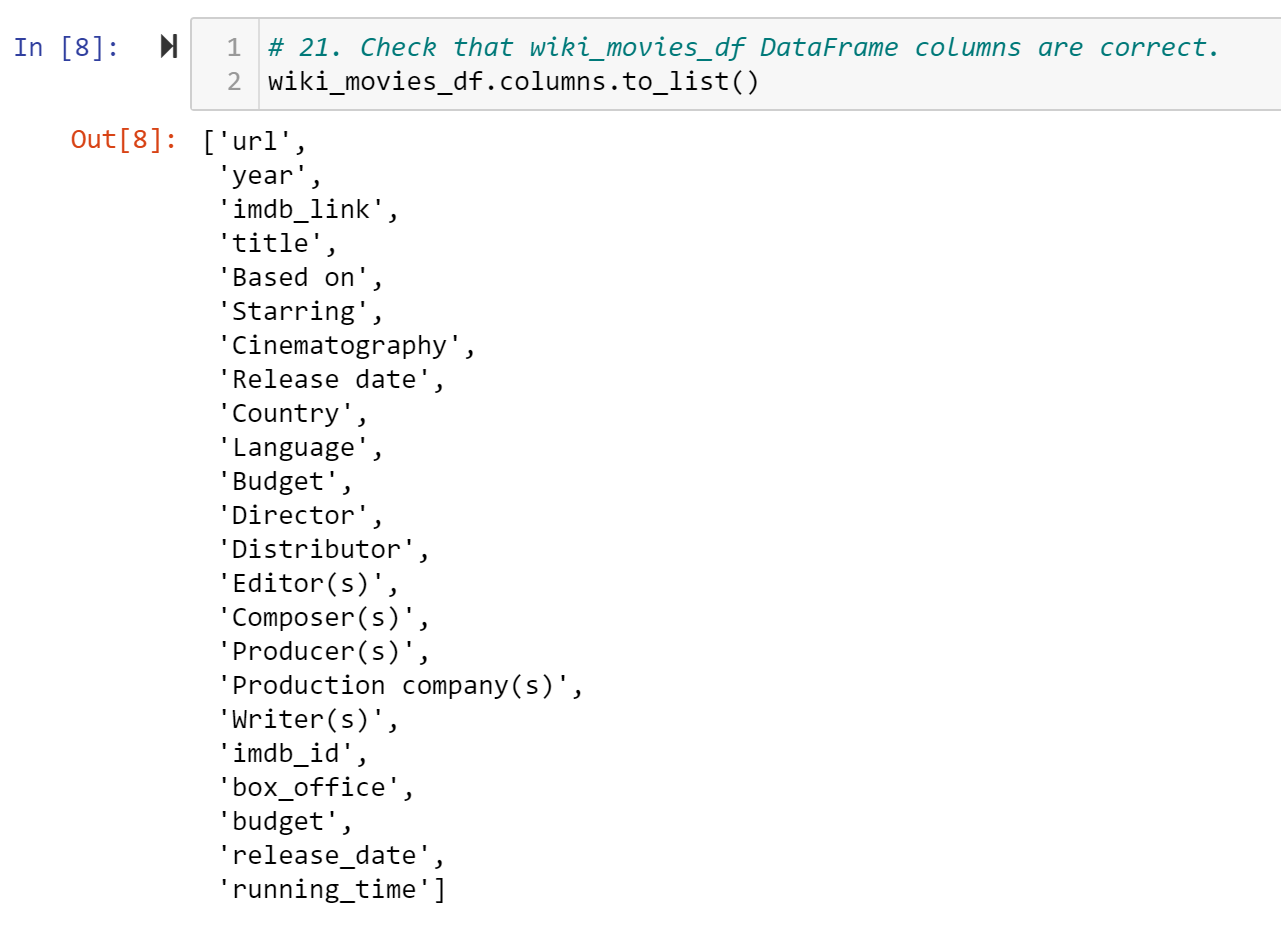 In [8]:
1 # 21. Check that wiki_movies_df DataFrame columns are correct.
2 wiki_movies_df.columns.to_list()
Out[8]: ['url',
'year',
'imdb_link',
'title',
'Based on',
'Starring',
'Cinematography',
'Release date',
'Country',
'Language',
'Budget',
'Director',
'Distributor',
'Editor(s)',
'Composer(s)',
'Producer(s)',
'Production company(s)',
'Writer(s)',
'imdb_id',
'box_office',
'budget',
'release_date',
'running_time']